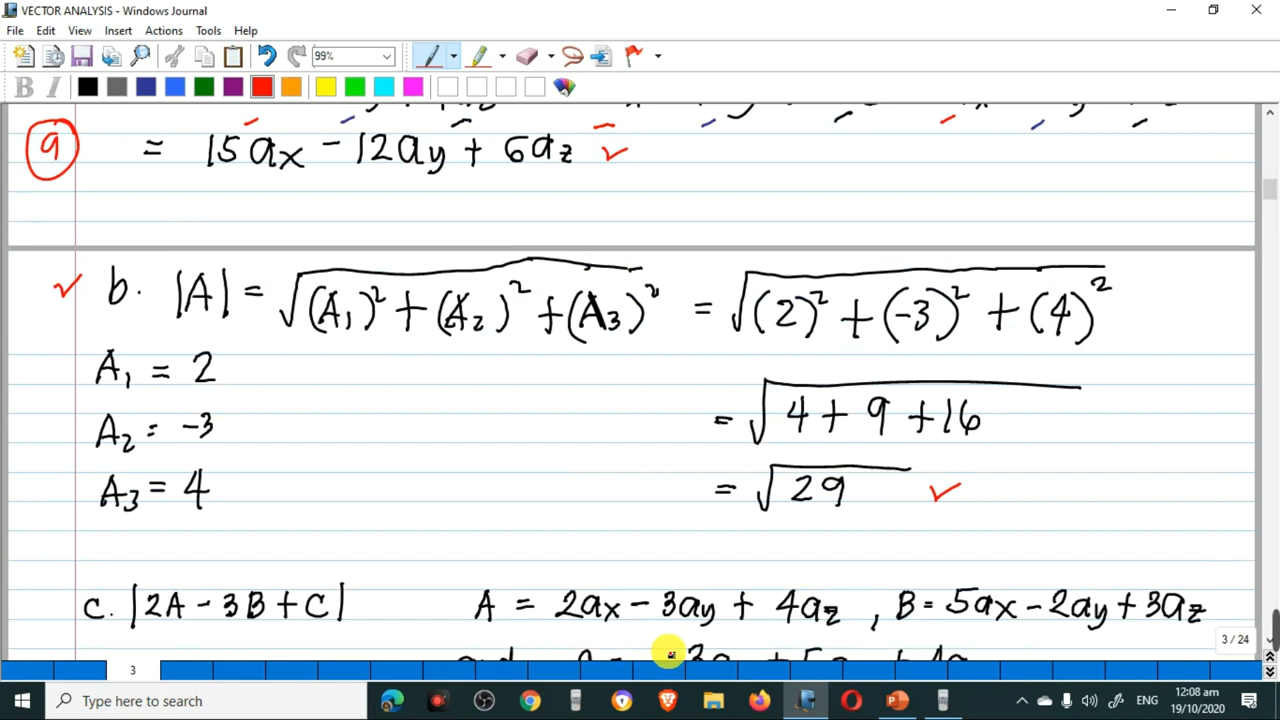 VECTOR ANALYSIS - Windows Journal
File Edit View Insert Actions Tools Help
99%
B I
9 = 15ax - 12ay + 6az ✓
✓ b. |A| = √(A₁)² + (A₂)² + (A₃)² = √(2)² + (-3)² + (4)²
A₁ = 2
= √4 + 9 + 16
A₂ = -3
A₃ = 4
= √29 ✓
c. |2A - 3B + C| A = 2ax - 3ay + 4az , B = 5ax - 2ay + 3az
3 / 24
3
Type here to search
ENG
12:08 am
19/10/2020